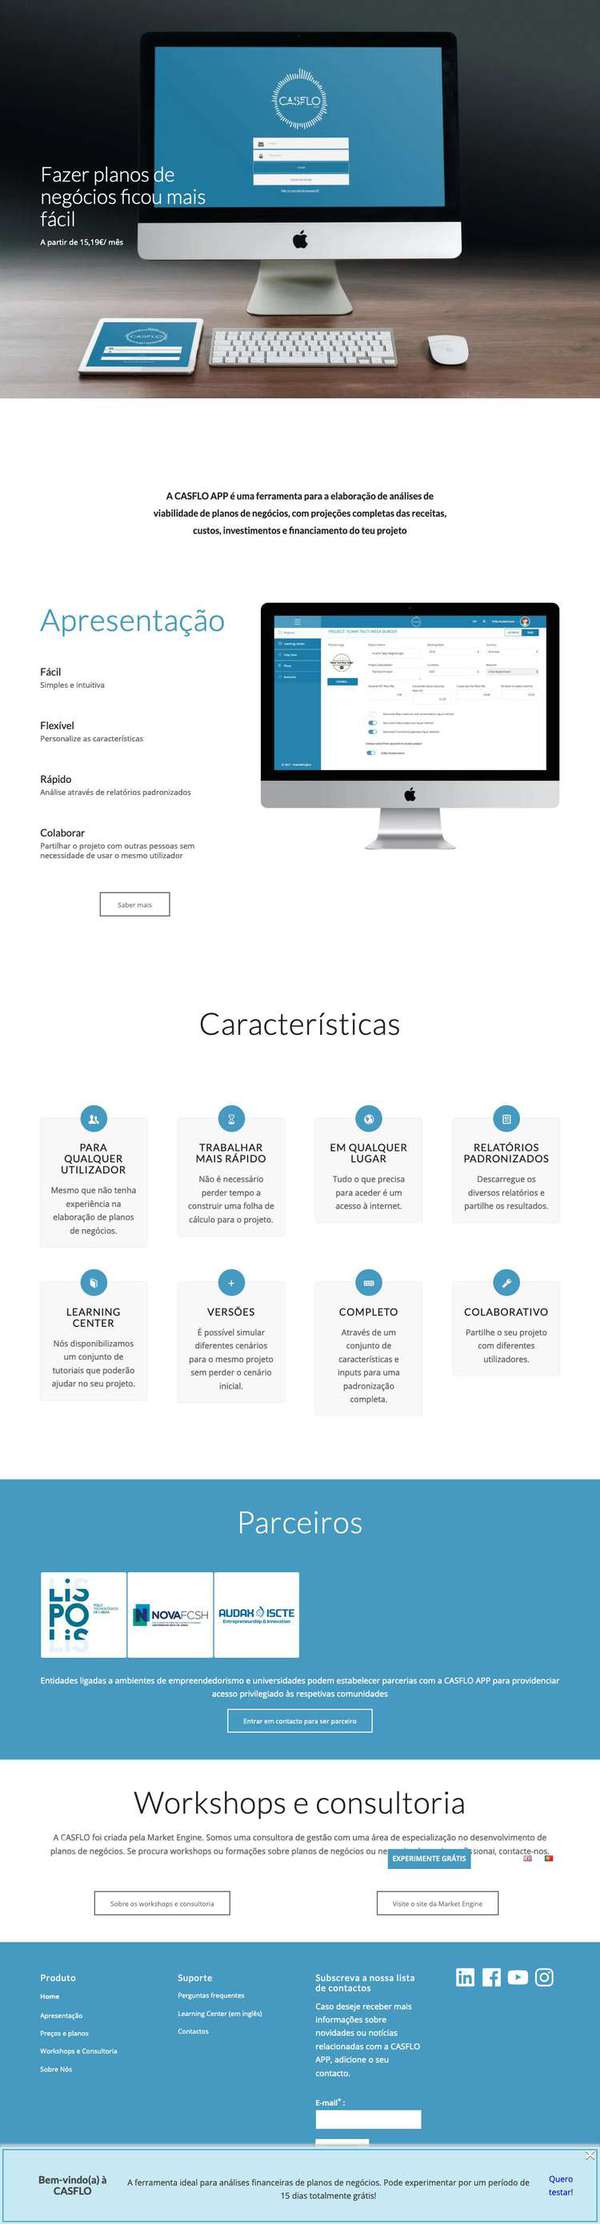 CASFLO
Fazer planos de
negócios ficou mais
fácil
A partir de 15,19€/ mês
CASFLO
A CASFLO APP é uma ferramenta para a elaboração de análises de
viabilidade de planos de negócios, com projeções completas das receitas,
custos, investimentos e financiamento do teu projeto
Apresentação
Fácil
Simples e intuitiva
Flexível
Personalize as características
Rápido
Análise através de relatórios padronizados
Colaborar
Partilhar o projeto com outras pessoas sem
necessidade de usar o mesmo utilizador
Saber mais
Características
PARA
QUALQUER
UTILIZADOR
Mesmo que não tenha
experiência na
elaboração de planos
de negócios.
TRABALHAR
MAIS RÁPIDO
Não é necessário
perder tempo a
construir uma folha de
cálculo para o projeto.
EM QUALQUER
LUGAR
Tudo o que precisa
para aceder é um
acesso à internet.
RELATÓRIOS
PADRONIZADOS
Descarregue os
diversos relatórios e
partilhe os resultados.
LEARNING
CENTER
Nós disponibilizamos
um conjunto de
tutoriais que poderão
ajudar no seu projeto.
VERSÕES
É possível simular
diferentes cenários
para o mesmo projeto
sem perder o cenário
inicial.
COMPLETO
Através de um
conjunto de
características e
inputs para uma
padronização
completa.
COLABORATIVO
Partilhe o seu projeto
com diferentes
utilizadores.
Parceiros
LiS
PO
LiS
NOVAFCSH
AUDAX ISCTE
Entrepreneurship & Innovation
Entidades ligadas a ambientes de empreendedorismo e universidades podem estabelecer parcerias com a CASFLO APP para providenciar
acesso privilegiado às respetivas comunidades
Entrar em contacto para ser parceiro
Workshops e consultoria
A CASFLO foi criada pela Market Engine. Somos uma consultora de gestão com uma área de especialização no desenvolvimento de
planos de negócios. Se procura workshops ou formações sobre planos de negócios ou contacte-nos.
EXPERIMENTE GRÁTIS
Sobre os workshops e consultoria
Visite o site da Market Engine
Produto
Home
Apresentação
Preços e planos
Workshops e Consultoria
Sobre Nós
Suporte
Perguntas frequentes
Learning Center (em inglês)
Contactos
Subscreva a nossa lista
de contactos
Caso deseje receber mais
informações sobre
novidades ou notícias
relacionadas com a CASFLO
APP, adicione o seu
contacto.
E-mail* :
Bem-vindo(a) à
CASFLO
A ferramenta ideal para análises financeiras de planos de negócios. Pode experimentar por um período de
15 dias totalmente grátis!
Quero
testar!